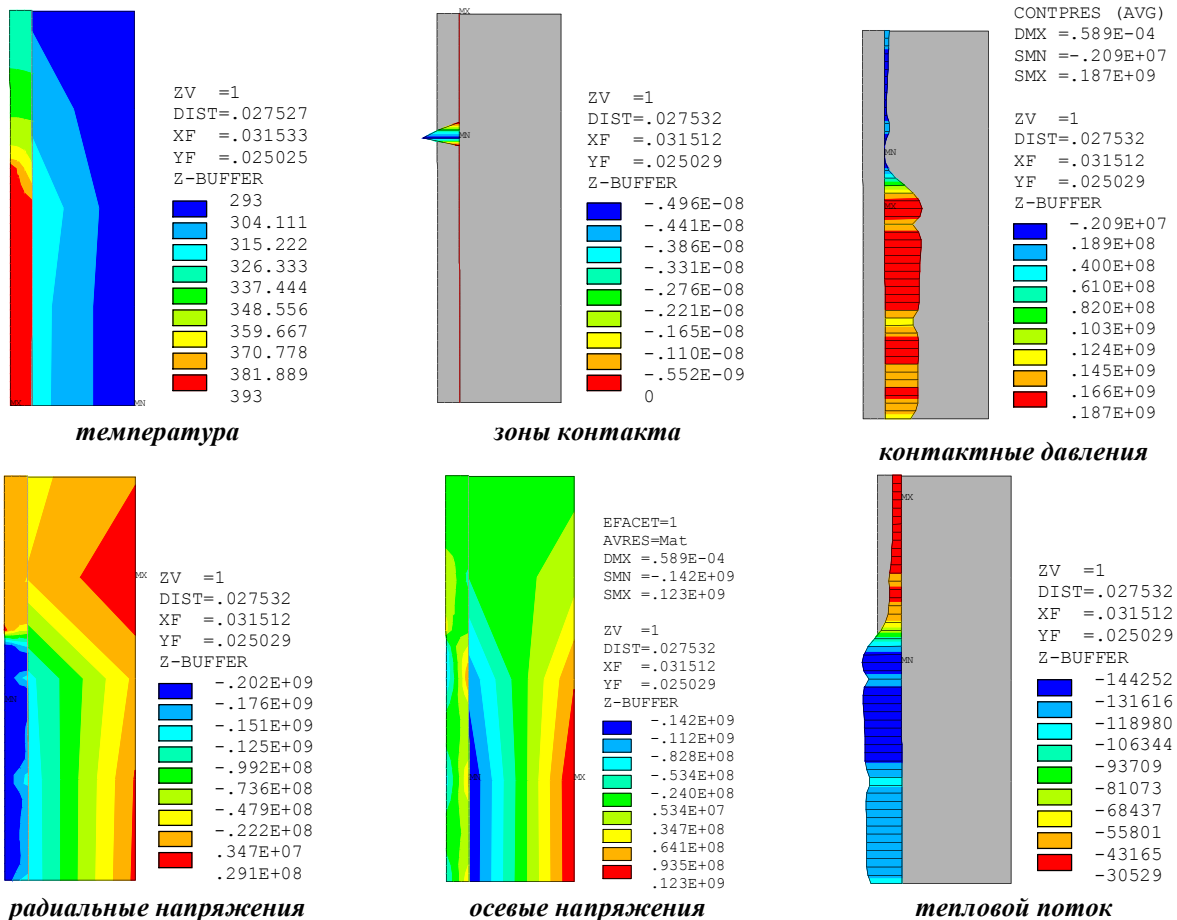 ZV =1
DIST=.027527
XF =.031533
YF =.025025
Z-BUFFER
293
304.111
315.222
326.333
337.444
348.556
359.667
370.778
381.889
393
MX
MN
температура
MX
MN
ZV =1
DIST=.027532
XF =.031512
YF =.025029
Z-BUFFER
-.496E-08
-.441E-08
-.386E-08
-.331E-08
-.276E-08
-.221E-08
-.165E-08
-.110E-08
-.552E-09
0
зоны контакта
CONTPRES (AVG)
DMX =.589E-04
SMN =-.209E+07
SMX =.187E+09
MN
MX
ZV =1
DIST=.027532
XF =.031512
YF =.025029
Z-BUFFER
-.209E+07
.189E+08
.400E+08
.610E+08
.820E+08
.103E+09
.124E+09
.145E+09
.166E+09
.187E+09
контактные давления
MX
MN
ZV =1
DIST=.027532
XF =.031512
YF =.025029
Z-BUFFER
-.202E+09
-.176E+09
-.151E+09
-.125E+09
-.992E+08
-.736E+08
-.479E+08
-.222E+08
.347E+07
.291E+08
радиальные напряжения
EFACET=1
AVRES=Mat
DMX =.589E-04
SMN =-.142E+09
SMX =.123E+09
MX
ZV =1
DIST=.027532
XF =.031512
YF =.025029
Z-BUFFER
-.142E+09
-.112E+09
-.828E+08
-.534E+08
-.240E+08
.534E+07
.347E+08
.641E+08
.935E+08
.123E+09
осевые напряжения
MX
MN
ZV =1
DIST=.027532
XF =.031512
YF =.025029
Z-BUFFER
-144252
-131616
-118980
-106344
-93709
-81073
-68437
-55801
-43165
-30529
тепловой поток